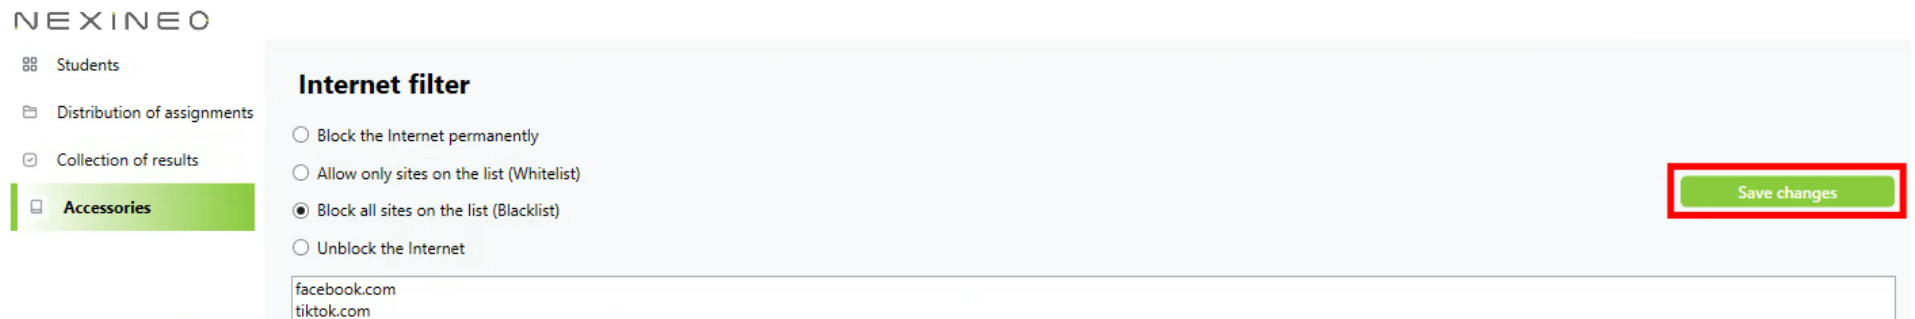 NEXINEO
Students
Distribution of assignments
Collection of results
Accessories
Internet filter
Block the Internet permanently
Allow only sites on the list (Whitelist)
Block all sites on the list (Blacklist)
Unblock the Internet
Save changes
facebook.com
tiktok.com